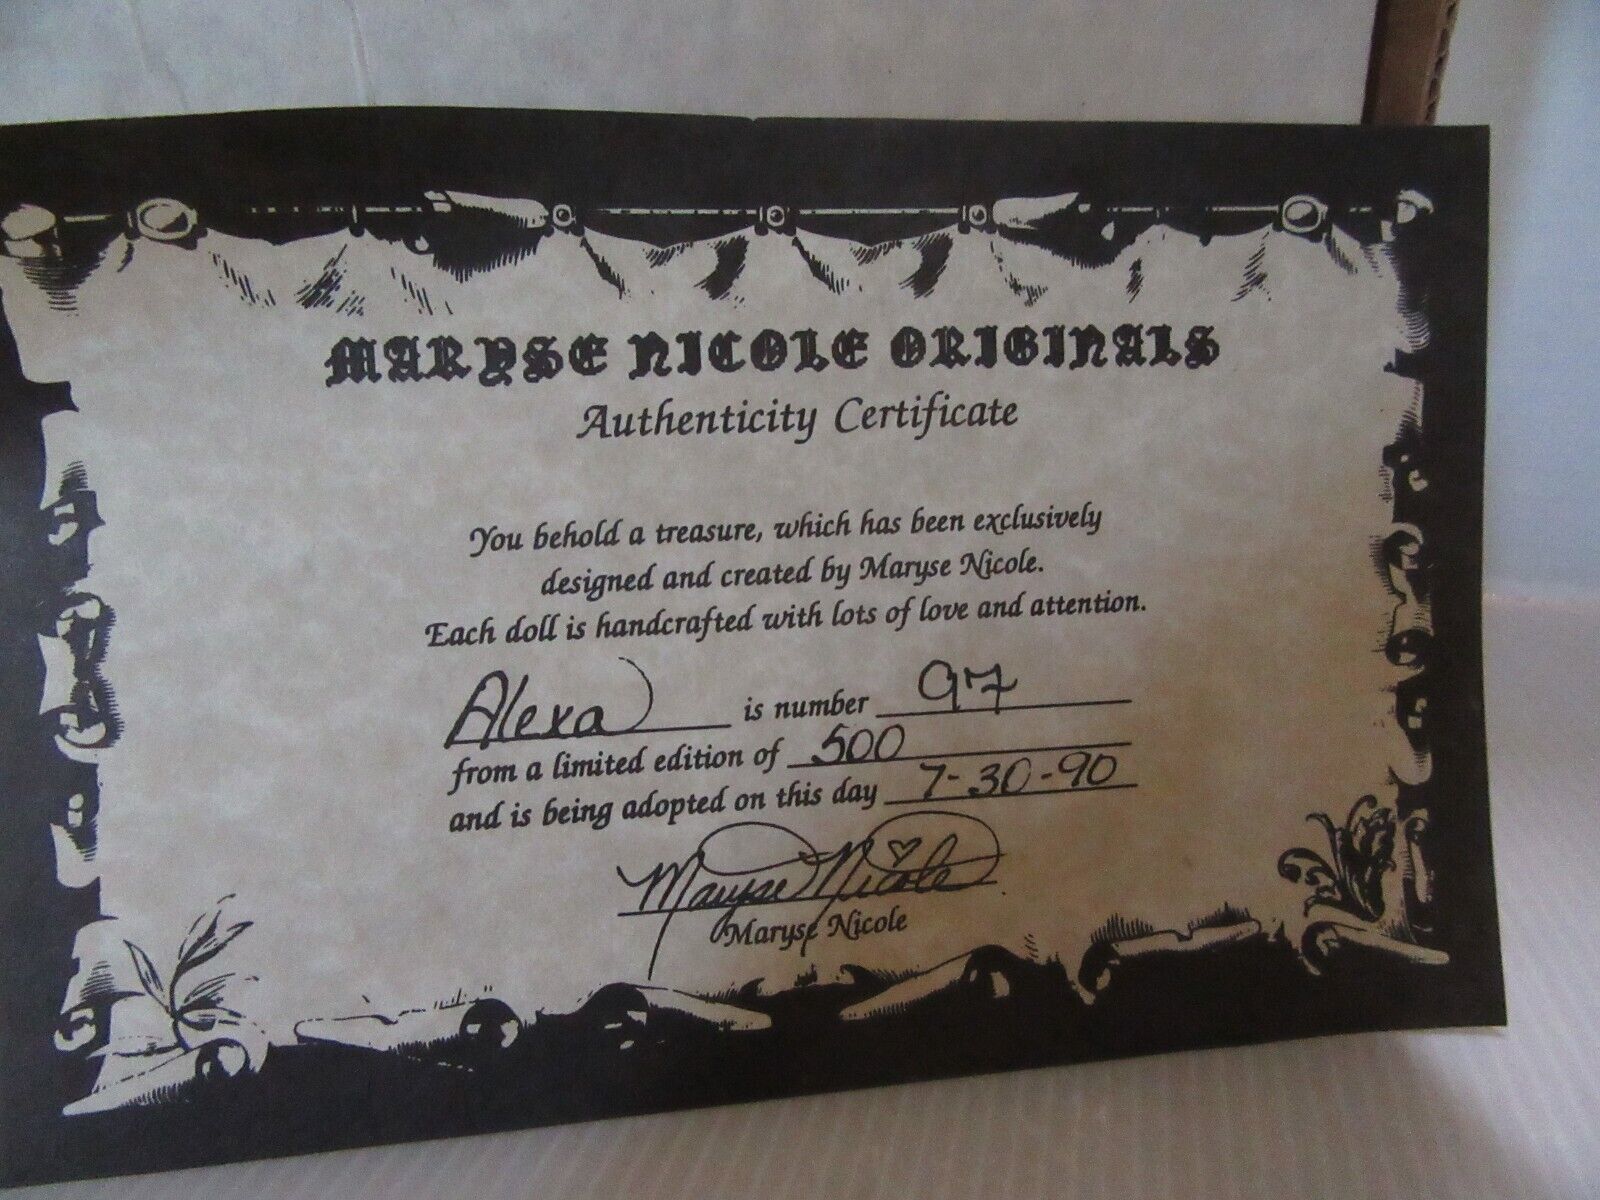 MARYSE NICOLE ORIGINALS
Authenticity Certificate
You behold a treasure, which has been exclusively
designed and created by Maryse Nicole.
Each doll is handcrafted with lots of love and attention.
Alexa is number 97
from a limited edition of 500
and is being adopted on this day 7-30-90
Maryse Nicole
Maryse Nicole